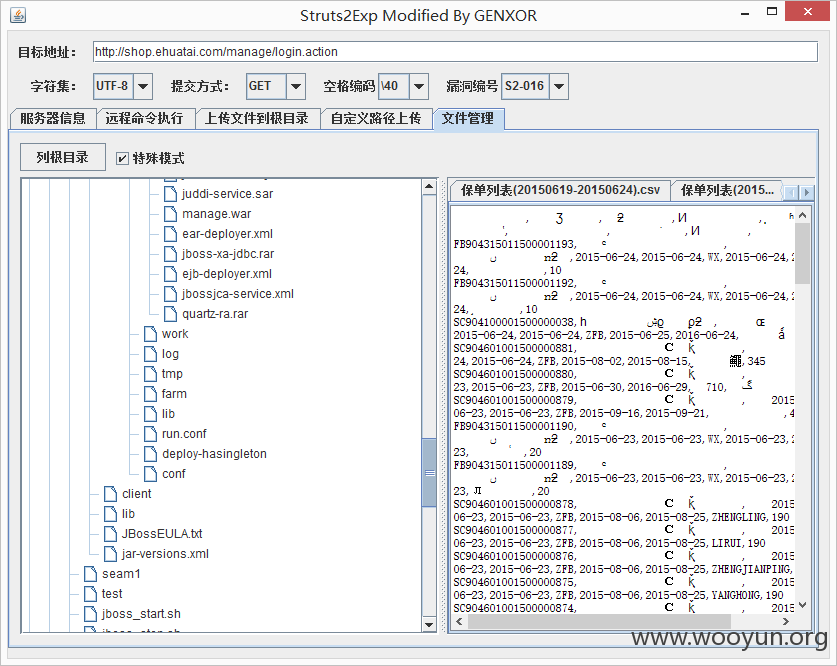 Struts2Exp Modified By GENXOR
目标地址: http://shop.ehuatai.com/manage/login.action
字符集: UTF-8 提交方式: GET 空格编码 \40 漏洞编号 S2-016
服务器信息 远程命令执行 上传文件到根目录 自定义路径上传 文件管理
列根目录 特殊模式
juddi-service.sar
manage.war
ear-deployer.xml
jboss-xa-jdbc.rar
ejb-deployer.xml
jbossjca-service.xml
quartz-ra.rar
work
log
tmp
farm
lib
run.conf
deploy-hasingleton
conf
client
lib
JBossEULA.txt
jar-versions.xml
seam1
test
jboss_start.sh
保单列表(20150619-20150624).csv 保单列表(2015...
FB904315011500001193,
,2015-06-24,2015-06-24,WX,2015-06-24,2
24, ,10
FB904315011500001192,
,2015-06-24,2015-06-24,WX,2015-06-24,2
24, ,10
SC904100001500000038,
2015-06-24,2015-06-24,ZFB,2015-06-25,2016-06-24,
SC904601001500000881,
24,2015-06-24,ZFB,2015-08-02,2015-08-15, ,345
SC904601001500000880,
23,2015-06-23,ZFB,2015-06-30,2016-06-29, 710,
SC904601001500000879, , 2015
06-23,2015-06-23,ZFB,2015-09-16,2015-09-21, ,4
FB904315011500001190,
,2015-06-23,2015-06-23,WX,2015-06-23,2
23, ,20
FB904315011500001189,
,2015-06-23,2015-06-23,WX,2015-06-23,2
23, ,20
SC904601001500000878, , 2015
06-23,2015-06-23,ZFB,2015-08-06,2015-08-25,ZHENGLING,190
SC904601001500000877, , 2015
06-23,2015-06-23,ZFB,2015-08-06,2015-08-25,LIRUI,190
SC904601001500000876, , 2015
06-23,2015-06-23,ZFB,2015-08-06,2015-08-25,ZHENGJIANPING,
SC904601001500000875, , 2015
06-23,2015-06-23,ZFB,2015-08-06,2015-08-25,YANGHONG,190
SC904601001500000874, , 2015
www.wooyun.org